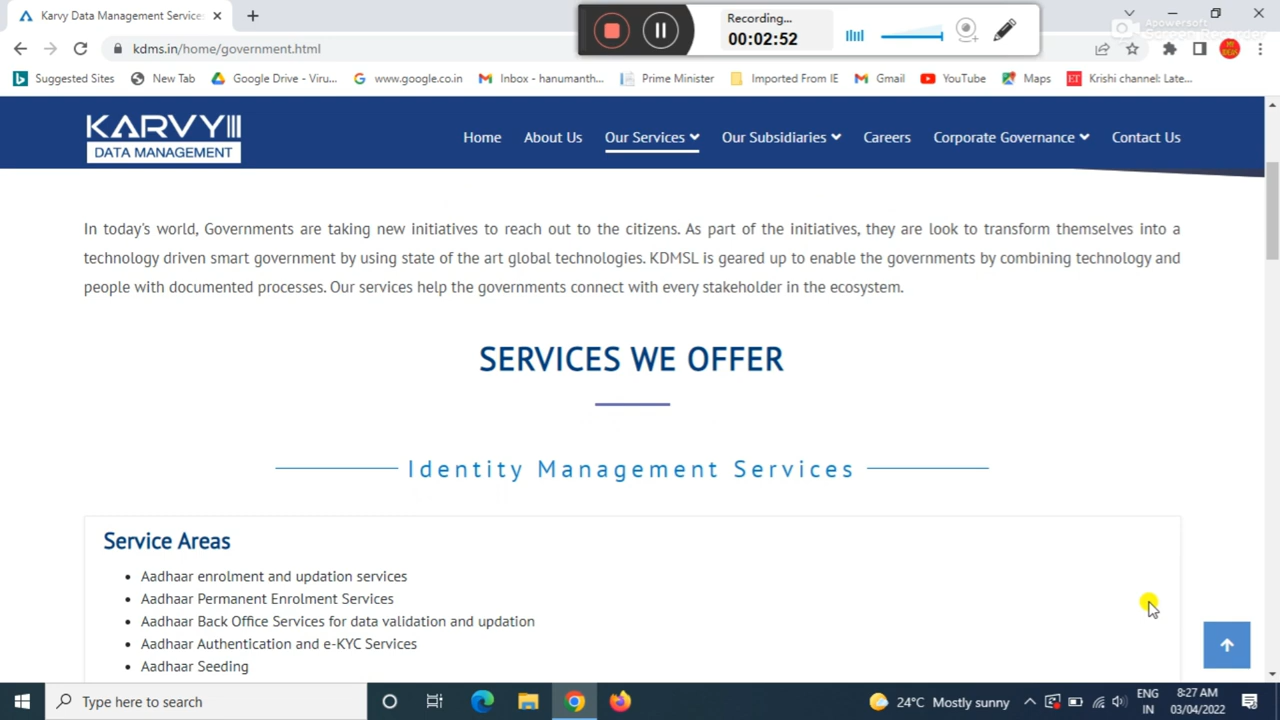 Karvy Data Management Service
Recording...
00:02:52
Apowersoft
Screen Recorder
kdms.in/home/government.html
Suggested Sites
New Tab
Google Drive - Viru...
www.google.co.in
Inbox - hanumanth...
Prime Minister
Imported From IE
Gmail
YouTube
Maps
ET
Krishi channel: Late...
KARVY
DATA MANAGEMENT
Home
About Us
Our Services
Our Subsidiaries
Careers
Corporate Governance
Contact Us
In today's world, Governments are taking new initiatives to reach out to the citizens. As part of the initiatives, they are look to transform themselves into a
technology driven smart government by using state of the art global technologies. KDMSL is geared up to enable the governments by combining technology and
people with documented processes. Our services help the governments connect with every stakeholder in the ecosystem.
SERVICES WE OFFER
Identity Management Services
Service Areas
• Aadhaar enrolment and updation services
• Aadhaar Permanent Enrolment Services
• Aadhaar Back Office Services for data validation and updation
• Aadhaar Authentication and e-KYC Services
• Aadhaar Seeding
Type here to search
24°C Mostly sunny
ENG
IN
8:27 AM
03/04/2022